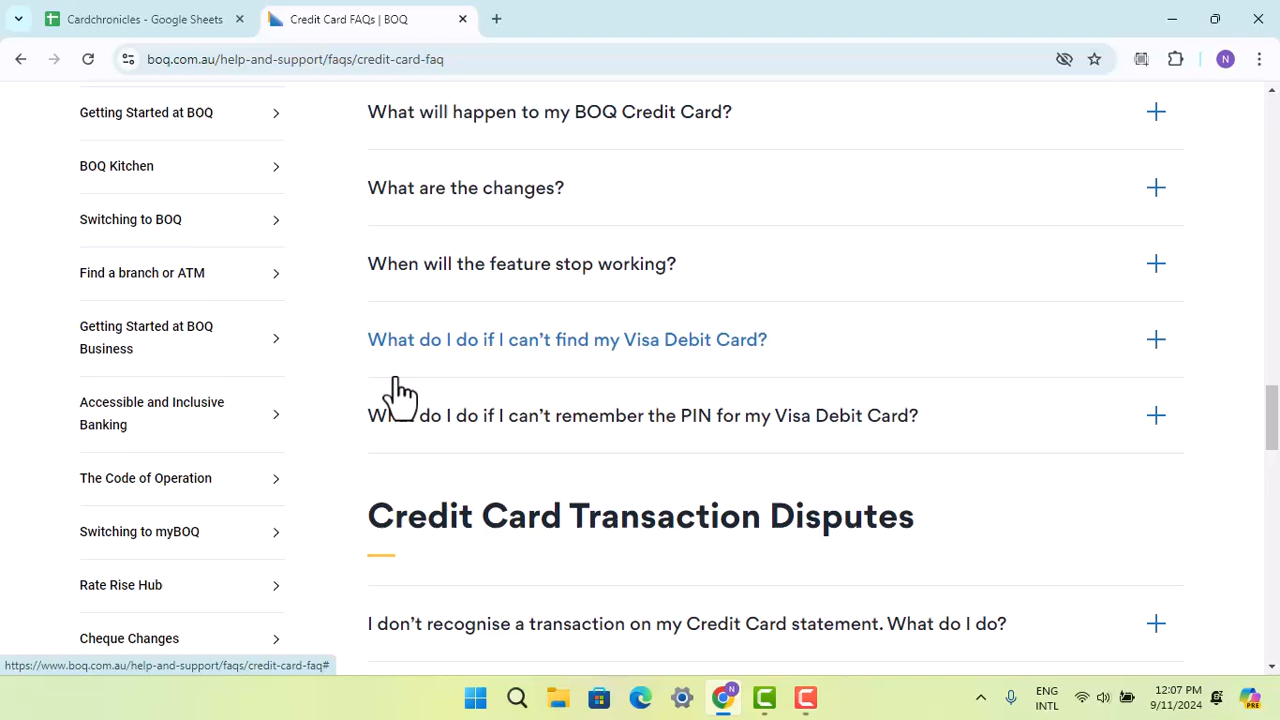 Cardchronicles - Google Sheets
Credit Card FAQs | BOQ
boq.com.au/help-and-support/faqs/credit-card-faq
N
Getting Started at BOQ
BOQ Kitchen
Switching to BOQ
Find a branch or ATM
Getting Started at BOQ
Business
Accessible and Inclusive
Banking
The Code of Operation
Switching to myBOQ
Rate Rise Hub
Cheque Changes
What will happen to my BOQ Credit Card?
What are the changes?
When will the feature stop working?
What do I do if I can’t find my Visa Debit Card?
do I do if I can’t remember the PIN for my Visa Debit Card?
Credit Card Transaction Disputes
I don’t recognise a transaction on my Credit Card statement. What do I do?
https://www.boq.com.au/help-and-support/faqs/credit-card-faq#
N
ENG
INTL
12:07 PM
9/11/2024
PRE